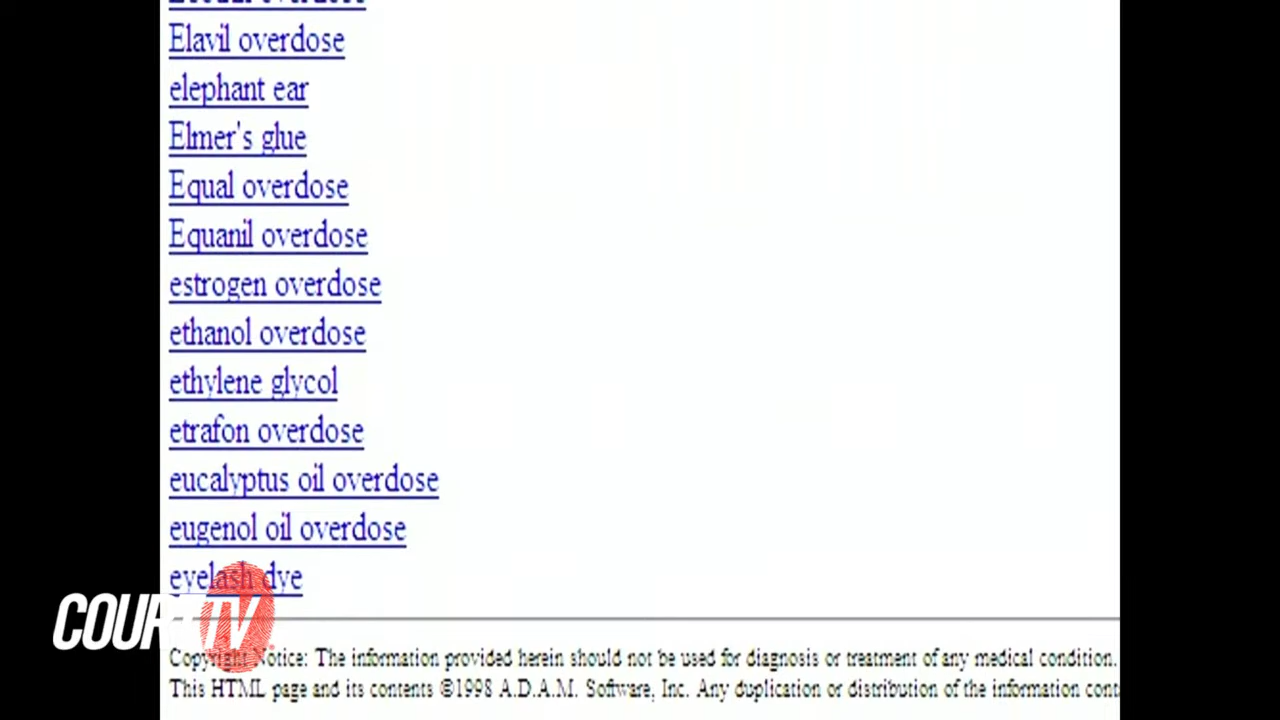 Elavil overdose
elephant ear
Elmer's glue
Equal overdose
Equanil overdose
estrogen overdose
ethanol overdose
ethylene glycol
etrafon overdose
eucalyptus oil overdose
eugenol oil overdose
eyelash dye
COURT TV
Copyright Notice: The information provided herein should not be used for diagnosis or treatment of any medical condition.
This HTML page and its contents ©1998 A.D.A.M. Software, Inc. Any duplication or distribution of the information cont